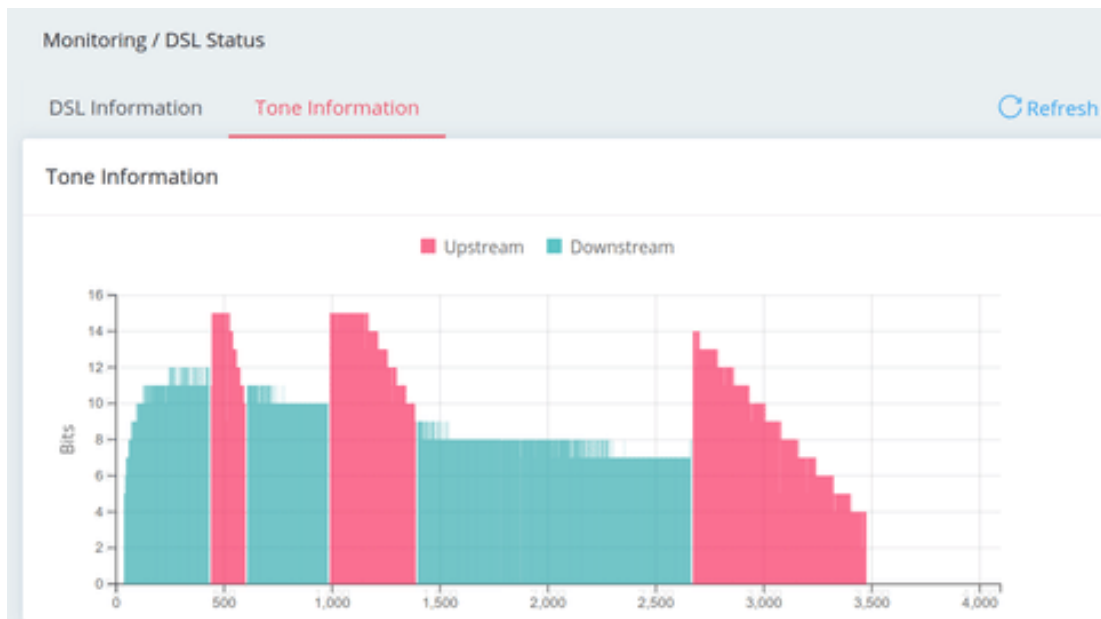 Monitoring / DSL Status
DSL Information Tone Information Refresh
Tone Information
Upstream Downstream
16
14
12
10
8
6
4
2
0
Bits
0 500 1,000 1,500 2,000 2,500 3,000 3,500 4,000